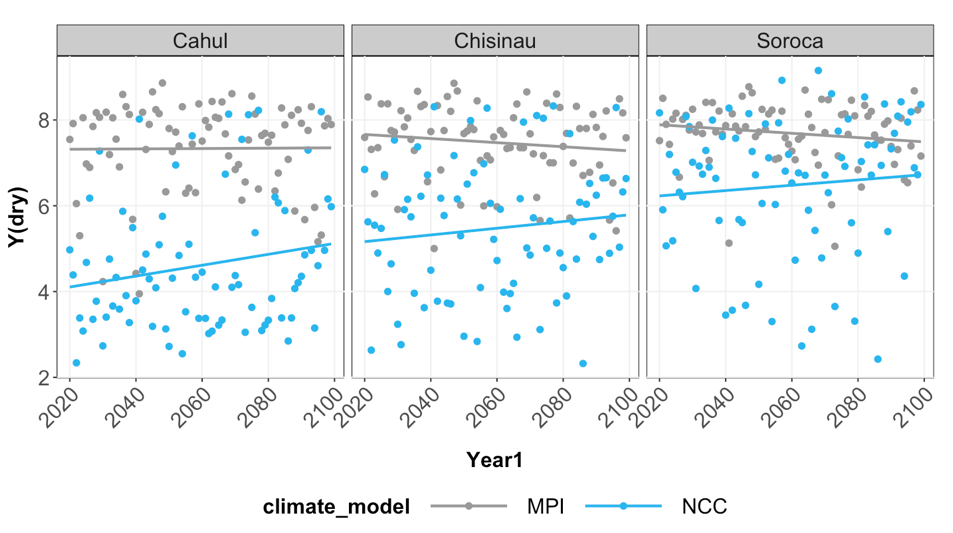 Cahul Chisinau Soroca
Y(dry)
8
6
4
2
2020 2040 2060 2080 2100 2020 2040 2060 2080 2100 2020 2040 2060 2080 2100
Year1
climate_model MPI NCC